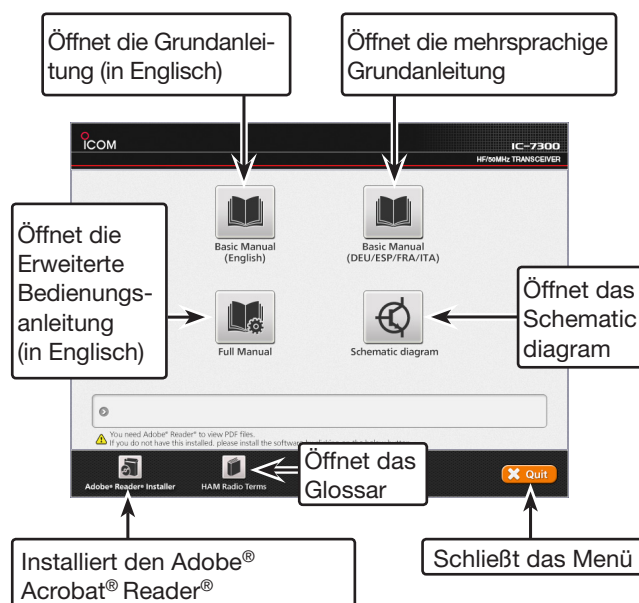 Öffnet die Grundanlei-
tung (in Englisch)
Öffnet die mehrsprachige
Grundanleitung
ICOM
IC-7300
HF/50MHz TRANSCEIVER
Basic Manual
(English)
Basic Manual
(DEU/ESP/FRA/ITA)
Öffnet die
Erweiterte
Bedienungs-
anleitung
(in Englisch)
Full Manual
Schematic diagram
Öffnet das
Schematic
diagram
You need Adobe® Reader® to view PDF files.
If you do not have this installed, please install the software
Adobe® Reader® Installer
HAM Radio Terms
Öffnet das
Glossar
Quit
Installiert den Adobe®
Acrobat® Reader®
Schließt das Menü